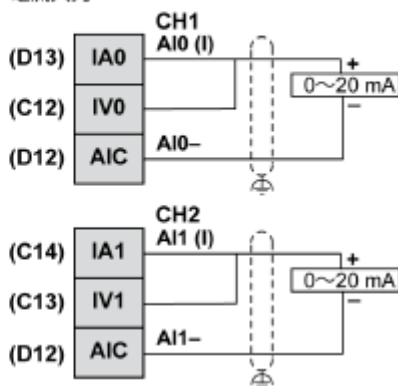 CH1
AI0 (I)
(D13) IA0
+
0～20 mA
(C12) IV0
−
(D12) AIC AI0−
CH2
AI1 (I)
(C14) IA1
+
0～20 mA
(C13) IV1
−
(D12) AIC AI1−